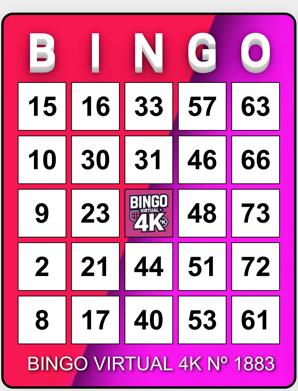 B I N G O
15 16 33 57 63
10 30 31 46 66
9 23 BINGO VIRTUAL 4K 48 73
2 21 44 51 72
8 17 40 53 61
BINGO VIRTUAL 4K Nº 1883